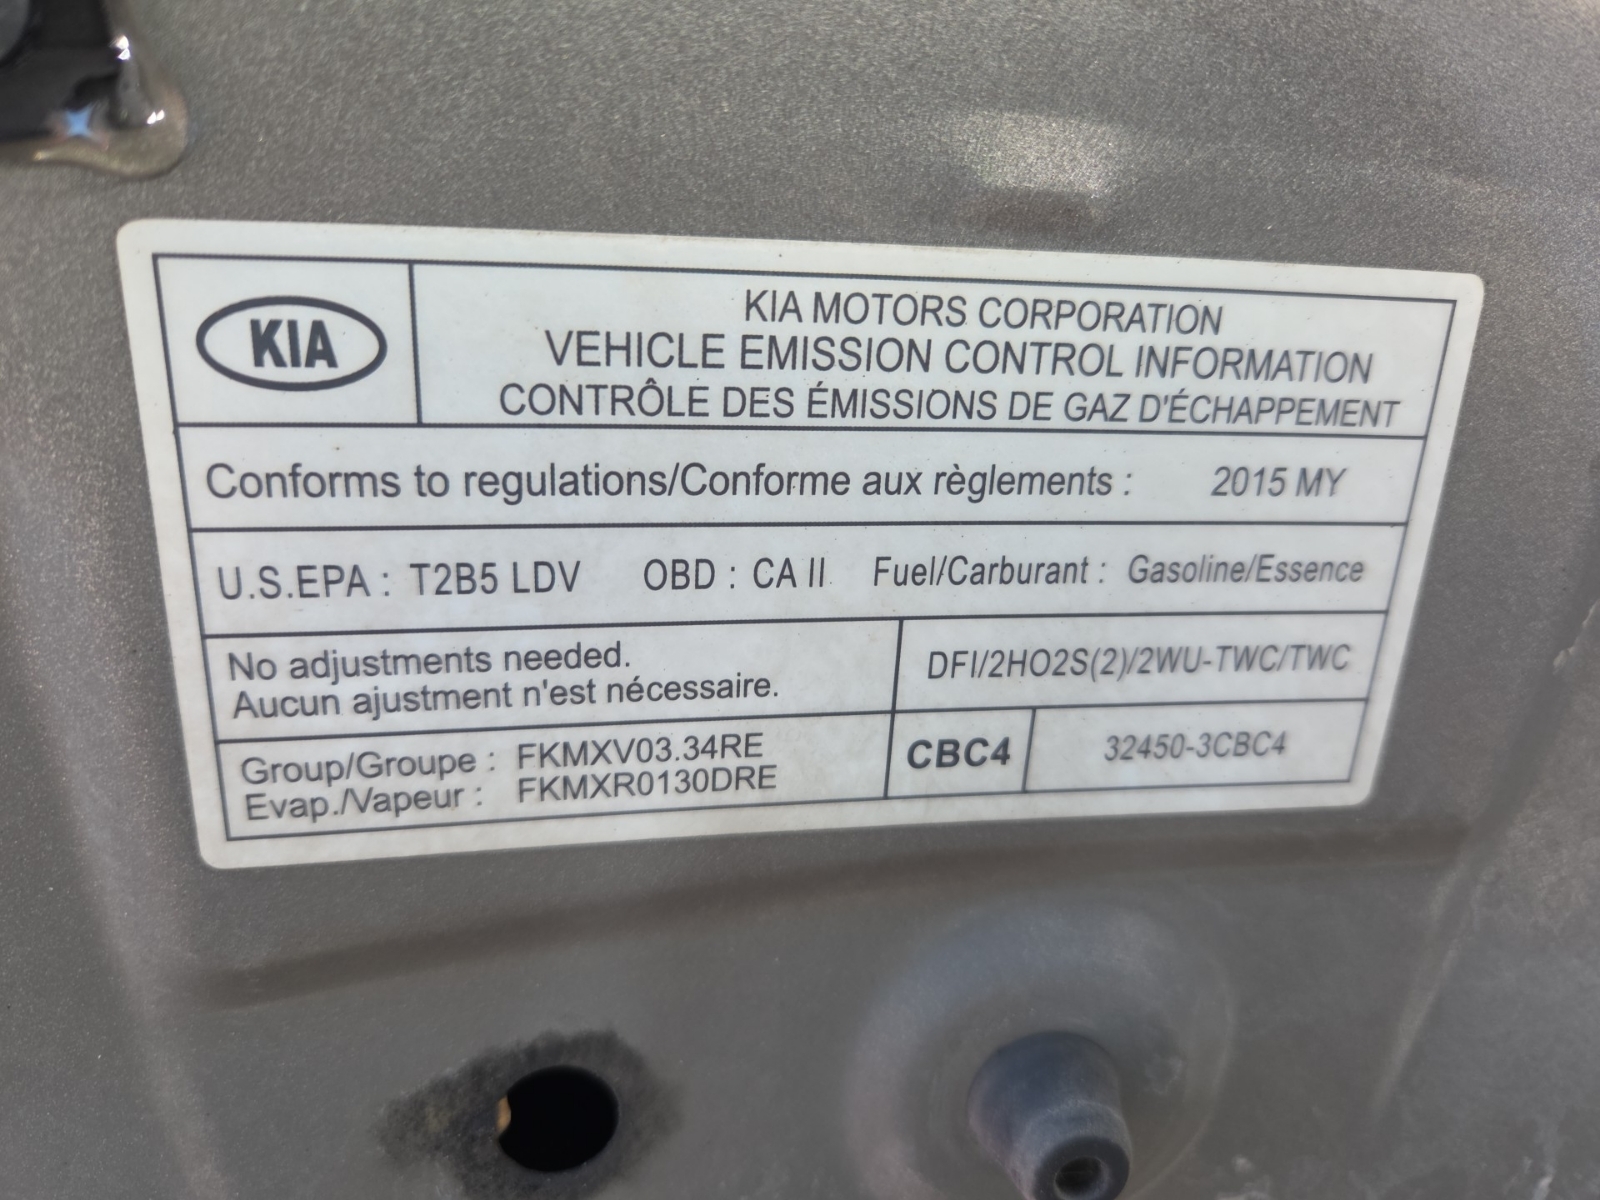 KIA
KIA MOTORS CORPORATION
VEHICLE EMISSION CONTROL INFORMATION
CONTRÔLE DES ÉMISSIONS DE GAZ D'ÉCHAPPEMENT
Conforms to regulations/Conforme aux règlements : 2015 MY
U.S.EPA : T2B5 LDV OBD : CA II Fuel/Carburant : Gasoline/Essence
No adjustments needed.
Aucun ajustment n'est nécessaire.
DFI/2HO2S(2)/2WU-TWC/TWC
Group/Groupe : FKMXV03.34RE
Evap./Vapeur : FKMXR0130DRE
CBC4
32450-3CBC4